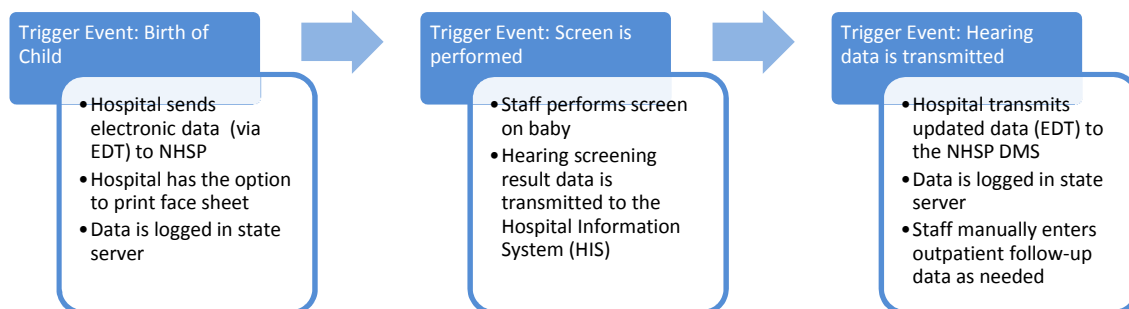 Trigger Event: Birth of
Child
•Hospital sends
electronic data (via
EDT) to NHSP
•Hospital has the option
to print face sheet
•Data is logged in state
server
Trigger Event: Screen is
performed
•Staff performs screen
on baby
•Hearing screening
result data is
transmitted to the
Hospital Information
System (HIS)
Trigger Event: Hearing
data is transmitted
•Hospital transmits
updated data (EDT) to
the NHSP DMS
•Data is logged in state
server
•Staff manually enters
outpatient follow-up
data as needed